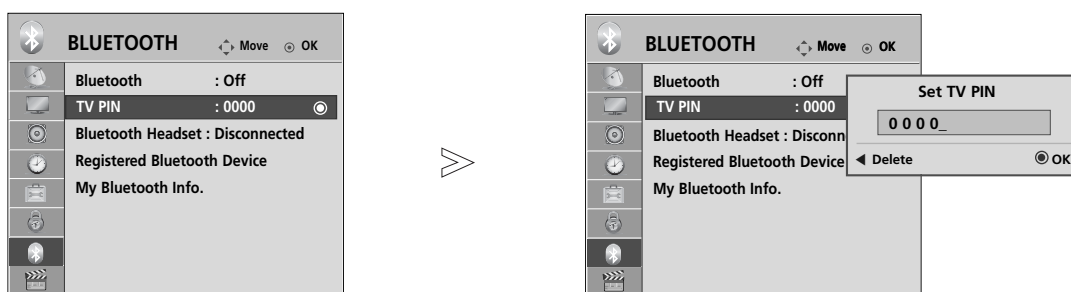 BLUETOOTH Move OK
Bluetooth : Off
TV PIN : 0000
Bluetooth Headset : Disconnected
Registered Bluetooth Device
My Bluetooth Info.
BLUETOOTH Move OK
Bluetooth : Off
TV PIN : 0000
Bluetooth Headset : Disconn
Registered Bluetooth Device
My Bluetooth Info.
Set TV PIN
0 0 0 0_
Delete OK